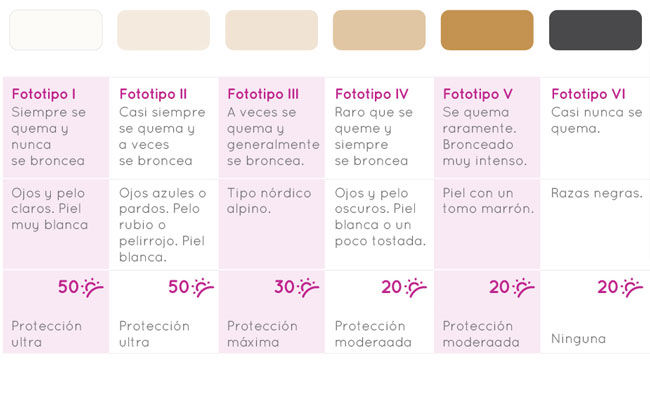 Fototipo I
Siempre se
quema y
nunca
se broncea
Fototipo II
Casi siempre
se quema y
a veces
se broncea
Fototipo III
A veces se
quema y
generalmente
se broncea.
Fototipo IV
Raro que se
queme y
siempre
se broncea
Fototipo V
Se quema
raramente.
Bronceado
muy intenso.
Fototipo VI
Casi nunca se
quema.
Ojos y pelo
claros. Piel
muy blanca
Ojos azules o
pardos. Pelo
rubio o
pelirrojo. Piel
blanca.
Tipo nórdico
alpino.
Ojos y pelo
oscuros. Piel
blanca o un
poco tostada.
Piel con un
tomo marrón.
Razas negras.
50
Protección
ultra
50
Protección
ultra
30
Protección
máxima
20
Protección
moderaada
20
Protección
moderaada
20
Ninguna